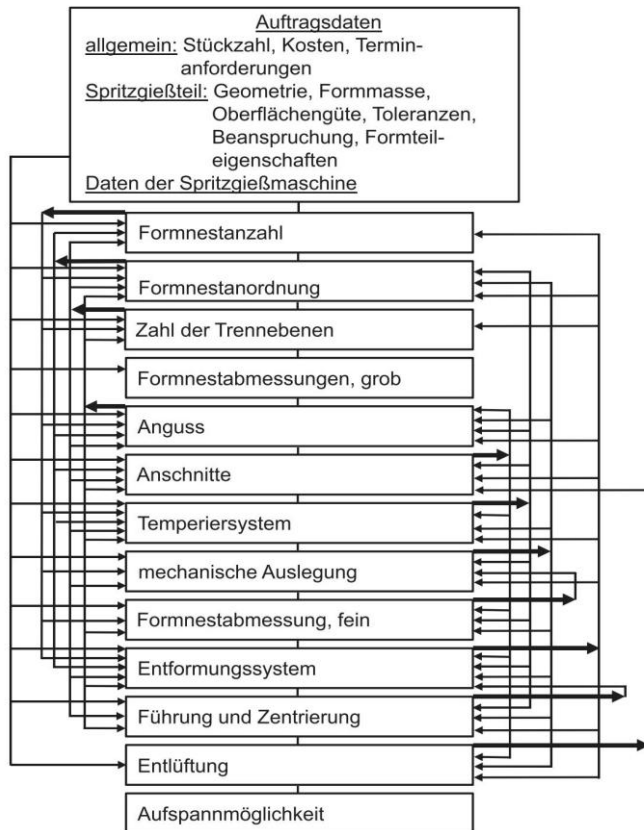 Auftragsdaten
allgemein: Stückzahl, Kosten, Termin-
anforderungen
Spritzgießteil: Geometrie, Formmasse,
Oberflächengüte, Toleranzen,
Beanspruchung, Formteil-
eigenschaften
Daten der Spritzgießmaschine
Formnestanzahl
Formnestanordnung
Zahl der Trennebenen
Formnestabmessungen, grob
Anguss
Anschnitte
Temperiersystem
mechanische Auslegung
Formnestabmessung, fein
Entformungssystem
Führung und Zentrierung
Entlüftung
Aufspannmöglichkeit